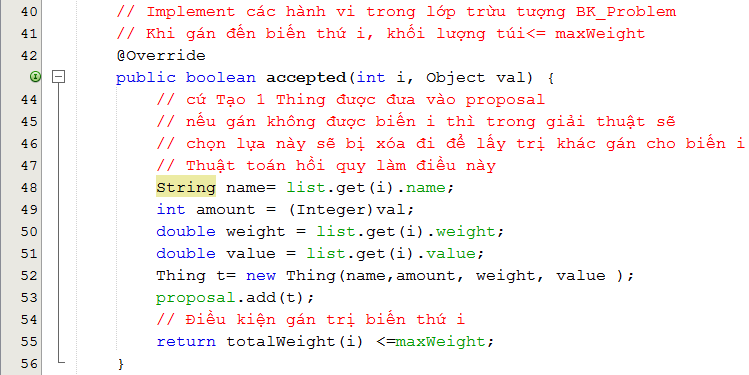 40 // Implement các hành vi trong lớp trừu tượng BK_Problem
41 // Khi gán đến biến thứ i, khối lượng túi<= maxWeight
42 @Override
public boolean accepted(int i, Object val) {
44 // cứ Tạo 1 Thing được đưa vào proposal
45 // nếu gán không được biến i thì trong giải thuật sẽ
46 // chọn lựa này sẽ bị xóa đi để lấy trị khác gán cho biến i
47 // Thuật toán hồi quy làm điều này
48 String name= list.get(i).name;
49 int amount = (Integer)val;
50 double weight = list.get(i).weight;
51 double value = list.get(i).value;
52 Thing t= new Thing(name,amount, weight, value );
53 proposal.add(t);
54 // Điều kiện gán trị biến thứ i
55 return totalWeight(i) <=maxWeight;
56 }